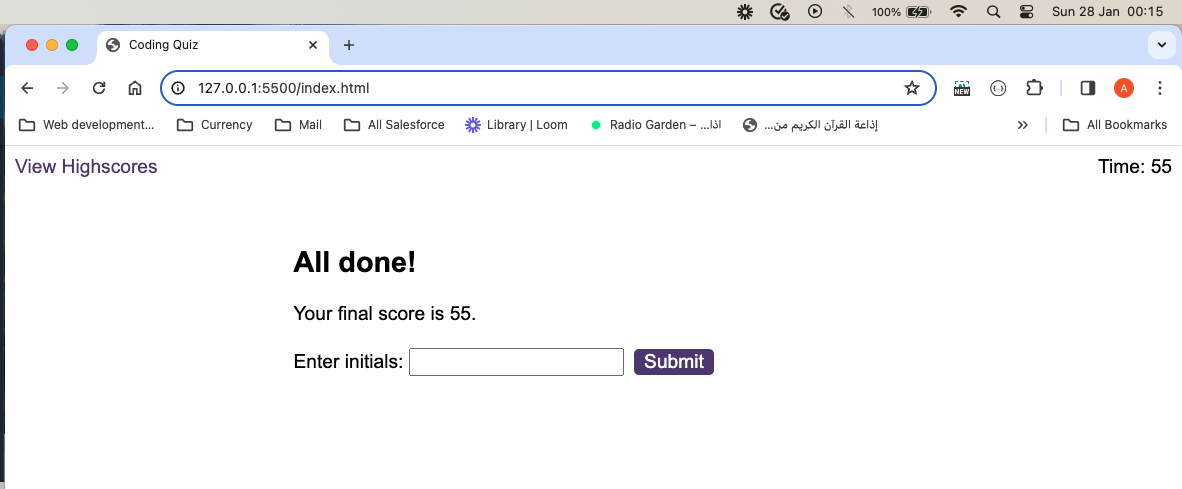 100% Sun 28 Jan 00:15
Coding Quiz
127.0.0.1:5500/index.html NEW A
Web development... Currency Mail All Salesforce Library | Loom Radio Garden – ...اذا إذاعة القرآن الكريم من... All Bookmarks
View Highscores Time: 55
All done!
Your final score is 55.
Enter initials: Submit